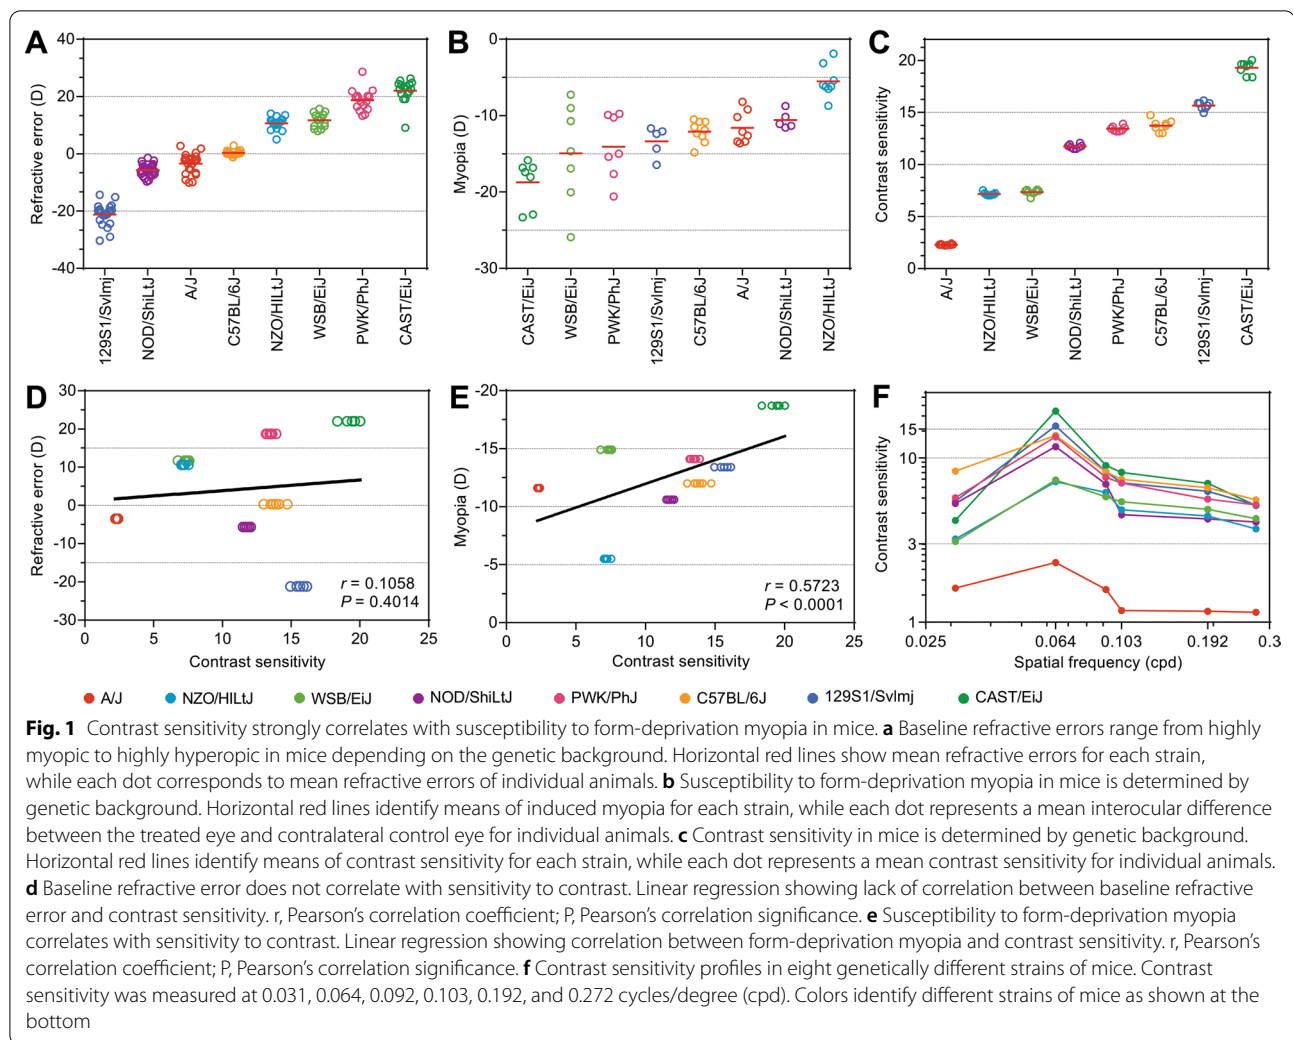 A
Refractive error (D)
40
20
0
-20
-40
129S1/SvImj
NOD/ShiLtJ
A/J
C57BL/6J
NZO/HILtJ
WSB/EiJ
PWK/PhJ
CAST/EiJ
B
Myopia (D)
0
-10
-20
-30
CAST/EiJ
WSB/EiJ
PWK/PhJ
129S1/SvImj
C57BL/6J
A/J
NOD/ShiLtJ
NZO/HILtJ
C
Contrast sensitivity
20
15
10
5
0
A/J
NZO/HILtJ
WSB/EiJ
NOD/ShiLtJ
PWK/PhJ
C57BL/6J
129S1/SvImj
CAST/EiJ
D
Refractive error (D)
30
20
10
0
-10
-20
-30
r = 0.1058
P = 0.4014
0 5 10 15 20 25
Contrast sensitivity
E
Myopia (D)
-20
-15
-10
-5
0
r = 0.5723
P < 0.0001
0 5 10 15 20 25
Contrast sensitivity
F
Contrast sensitivity
15
10
3
1
0.025 0.064 0.103 0.192 0.3
Spatial frequency (cpd)
A/J NZO/HILtJ WSB/EiJ NOD/ShiLtJ PWK/PhJ C57BL/6J 129S1/SvImj CAST/EiJ
Fig. 1 Contrast sensitivity strongly correlates with susceptibility to form-deprivation myopia in mice. a Baseline refractive errors range from highly
myopic to highly hyperopic in mice depending on the genetic background. Horizontal red lines show mean refractive errors for each strain,
while each dot corresponds to mean refractive errors of individual animals. b Susceptibility to form-deprivation myopia in mice is determined by
genetic background. Horizontal red lines identify means of induced myopia for each strain, while each dot represents a mean interocular difference
between the treated eye and contralateral control eye for individual animals. c Contrast sensitivity in mice is determined by genetic background.
Horizontal red lines identify means of contrast sensitivity for each strain, while each dot represents a mean contrast sensitivity for individual animals.
d Baseline refractive error does not correlate with sensitivity to contrast. Linear regression showing lack of correlation between baseline refractive
error and contrast sensitivity. r, Pearson's correlation coefficient; P, Pearson's correlation significance. e Susceptibility to form-deprivation myopia
correlates with sensitivity to contrast. Linear regression showing correlation between form-deprivation myopia and contrast sensitivity. r, Pearson's
correlation coefficient; P, Pearson's correlation significance. f Contrast sensitivity profiles in eight genetically different strains of mice. Contrast
sensitivity was measured at 0.031, 0.064, 0.092, 0.103, 0.192, and 0.272 cycles/degree (cpd). Colors identify different strains of mice as shown at the
bottom